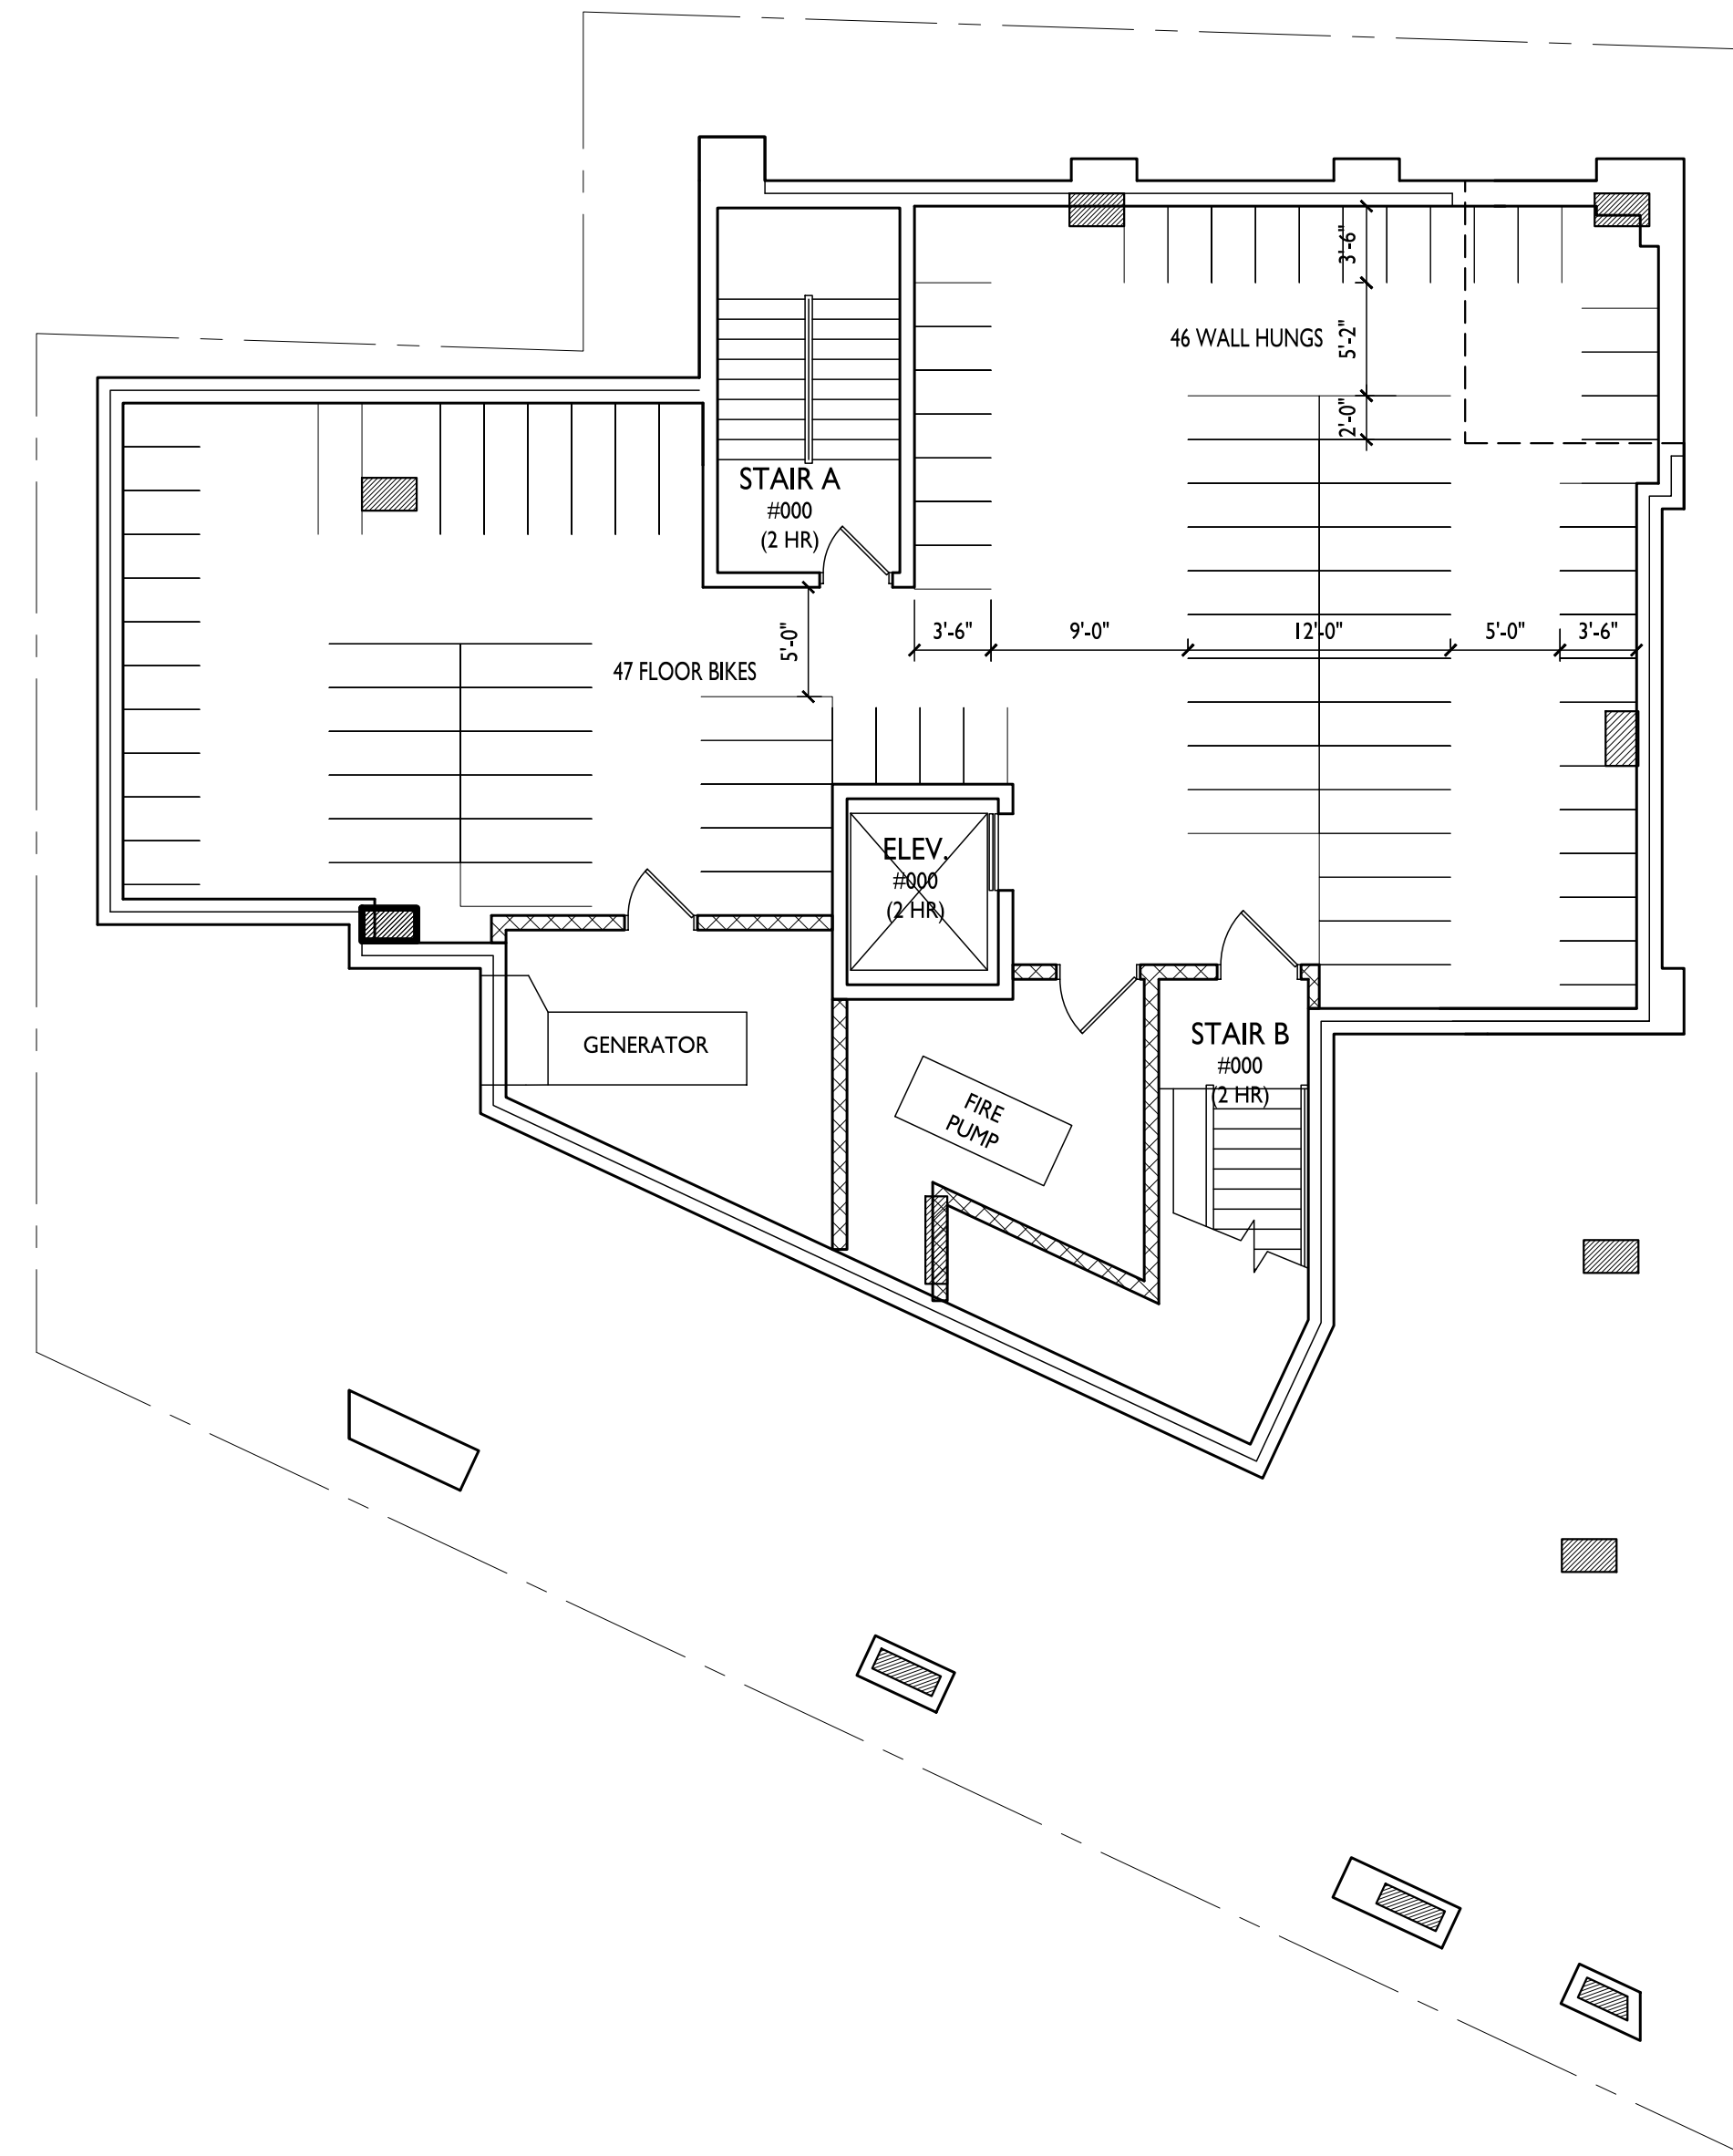 3'-6"
46 WALL HUNGS
5'-2"
2'-0"
STAIR A
#000
(2 HR)
3'-6"
9'-0"
12'-0"
5'-0"
3'-6"
5'-0"
47 FLOOR BIKES
ELEV.
#000
(2 HR)
GENERATOR
STAIR B
#000
(2 HR)
FIRE
PUMP